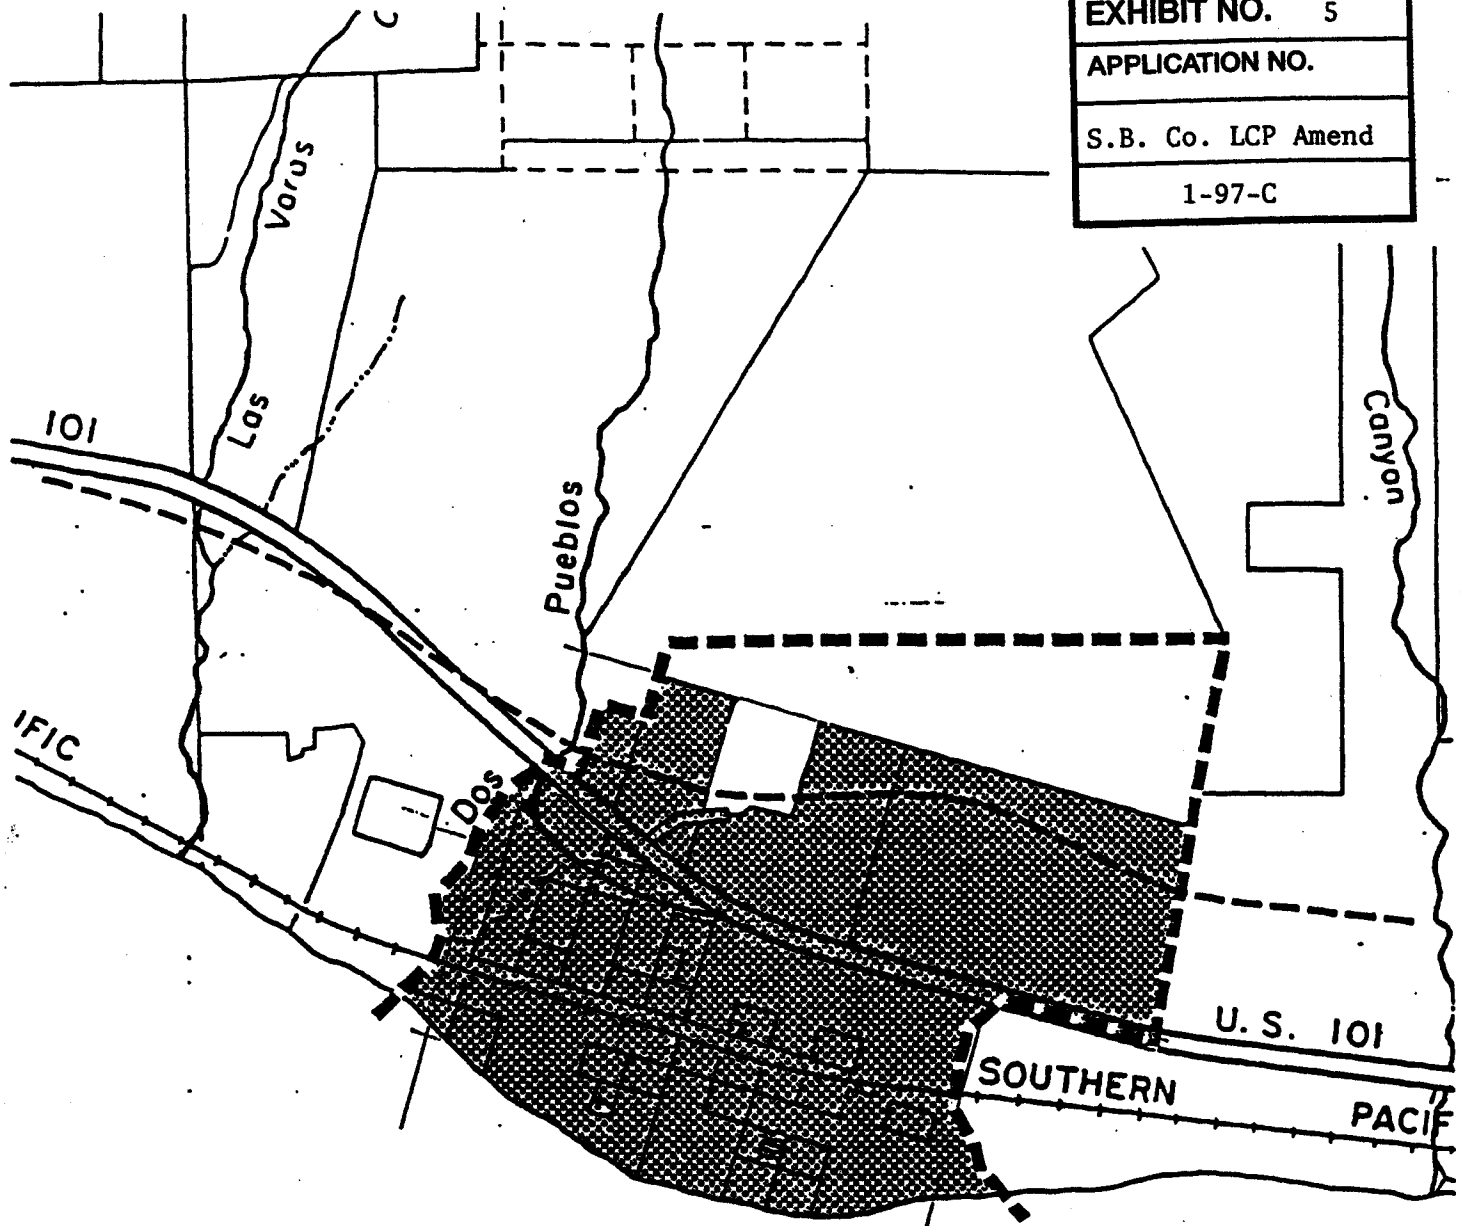 EXHIBIT NO. 5
APPLICATION NO.
S.B. Co. LCP Amend
1-97-C
C
Varas
Las
101
Pueblos
Canyon
IFIC
Dos
U.S. 101
SOUTHERN
PACIF